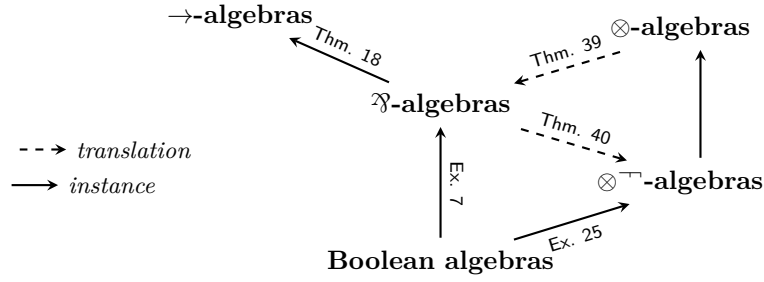 →-algebras
⊗-algebras
Thm. 18
Thm. 39
⅋-algebras
Thm. 40
translation
instance
⊗⫬-algebras
Ex. 7
Ex. 25
Boolean algebras